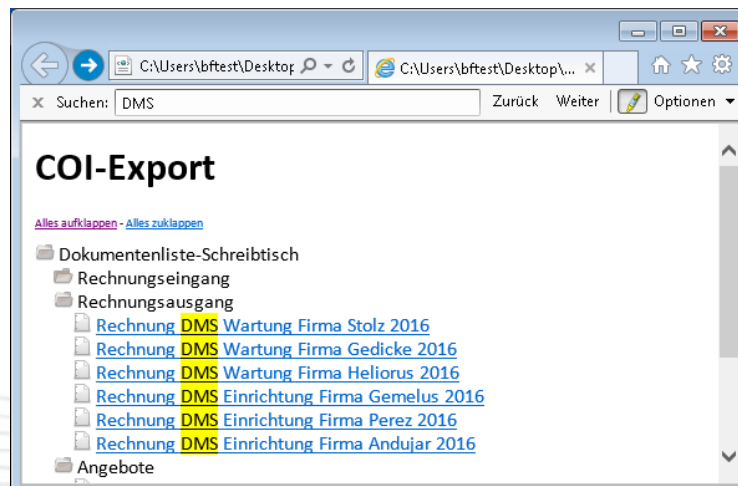 C:\Users\bftest\Desktop
C:\Users\bftest\Desktop\...
Suchen: DMS Zurück Weiter Optionen
COI-Export
Alles aufklappen - Alles zuklappen
Dokumentenliste-Schreibtisch
Rechnungseingang
Rechnungsausgang
Rechnung DMS Wartung Firma Stolz 2016
Rechnung DMS Wartung Firma Gedicke 2016
Rechnung DMS Wartung Firma Heliorus 2016
Rechnung DMS Einrichtung Firma Gemelus 2016
Rechnung DMS Einrichtung Firma Perez 2016
Rechnung DMS Einrichtung Firma Andujar 2016
Angebote